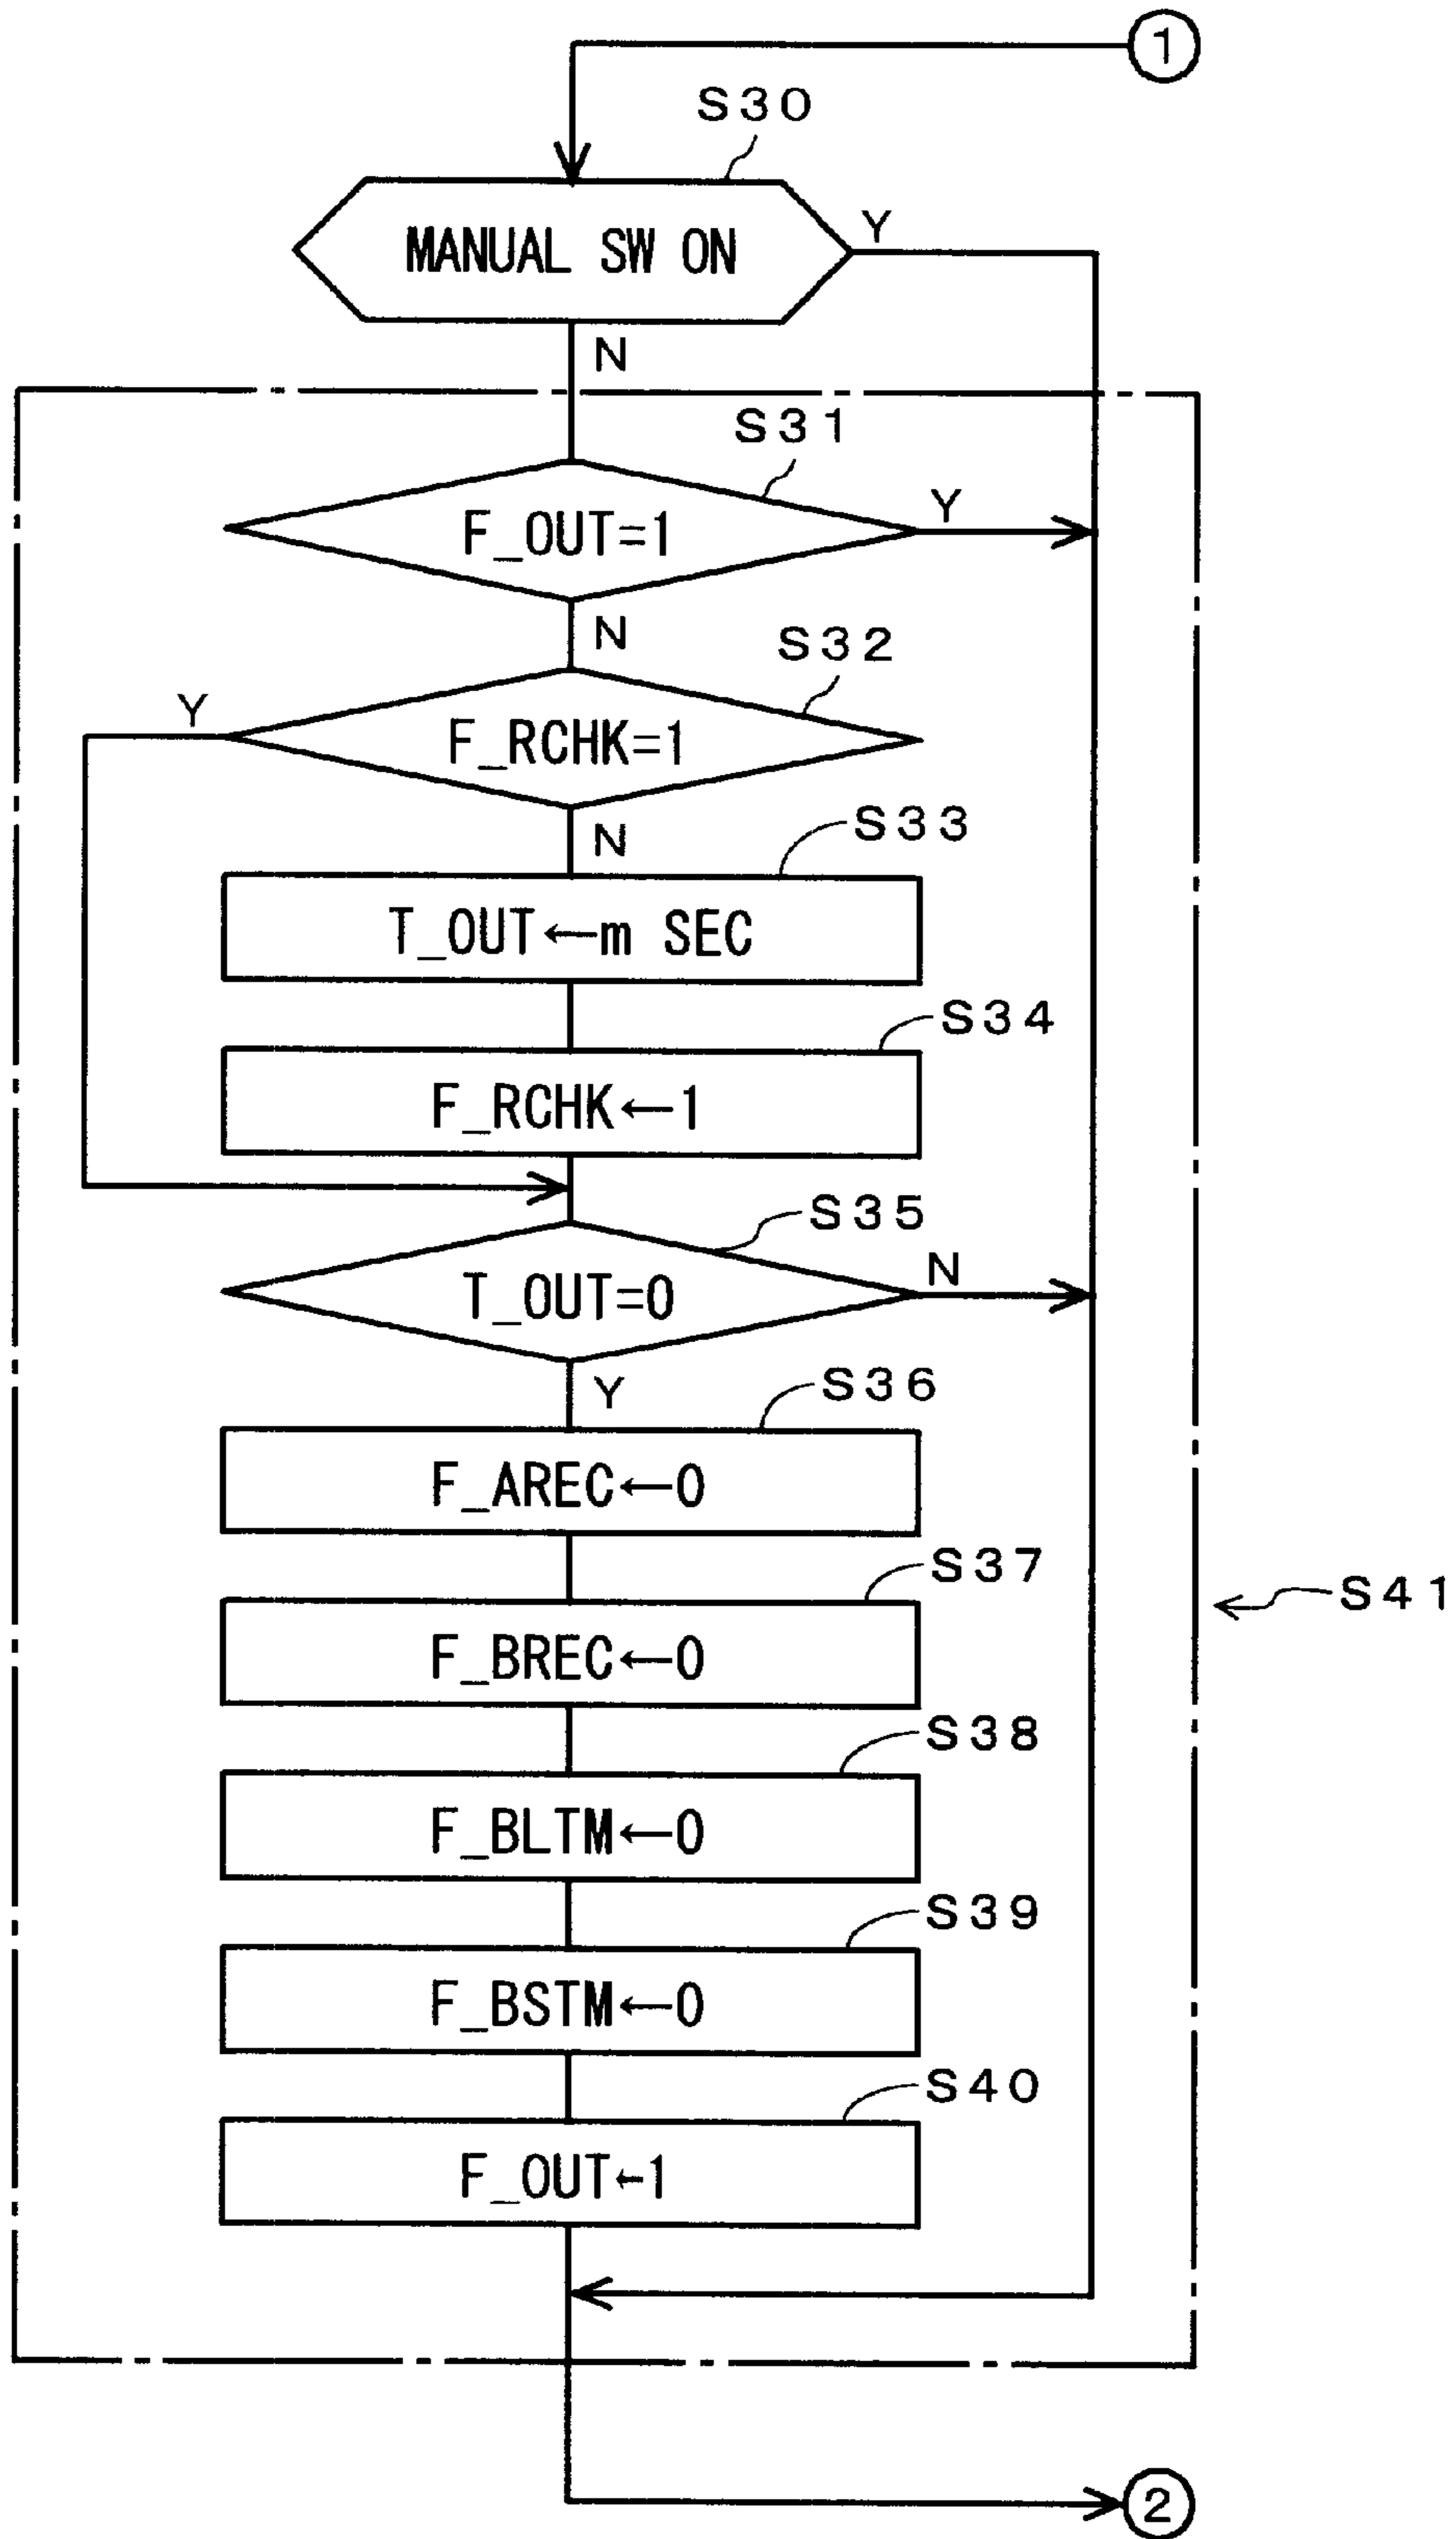 1
S30
MANUAL SW ON
Y
N
S31
F_OUT=1
Y
N
S32
Y
F_RCHK=1
N
S33
T_OUT←m SEC
S34
F_RCHK←1
S35
T_OUT=0
N
Y
S36
F_AREC←0
S37
F_BREC←0
S41
S38
F_BLTM←0
S39
F_BSTM←0
S40
F_OUT←1
2